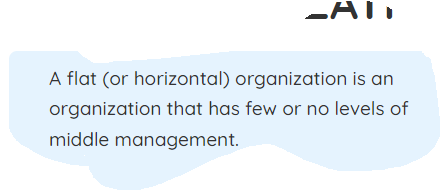 A flat (or horizontal) organization is an
organization that has few or no levels of
middle management.